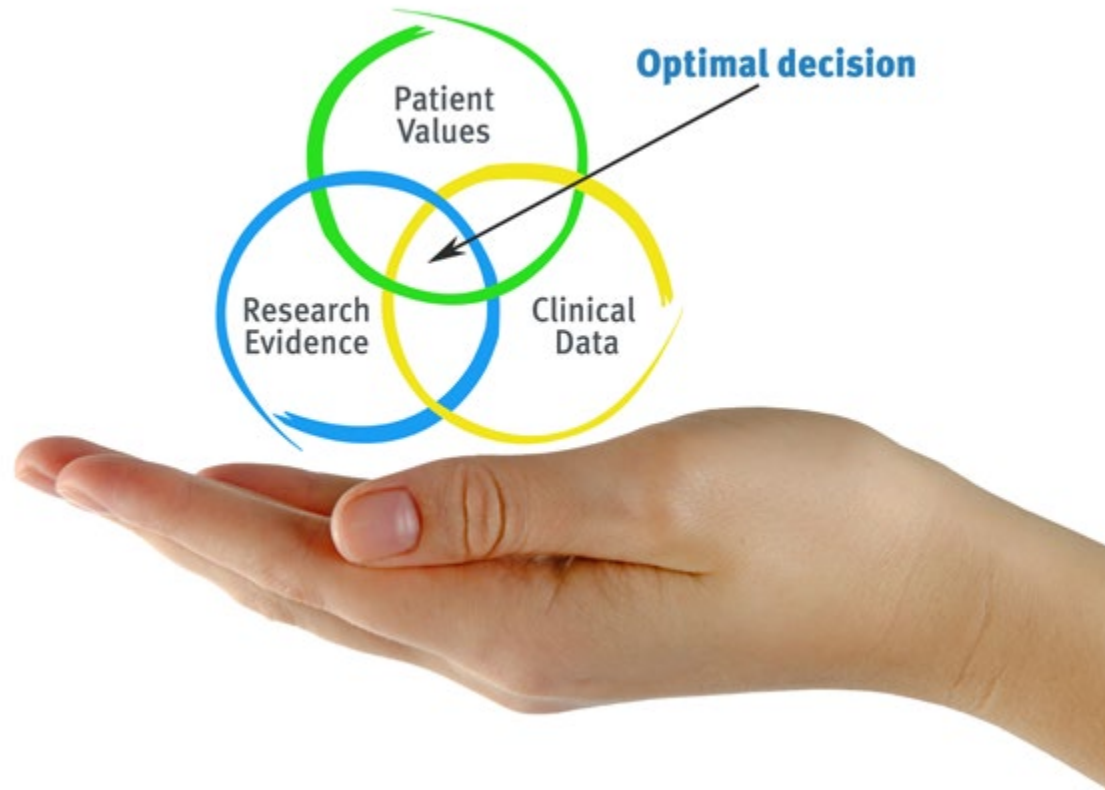 Optimal decision
Patient
Values
Research
Evidence
Clinical
Data